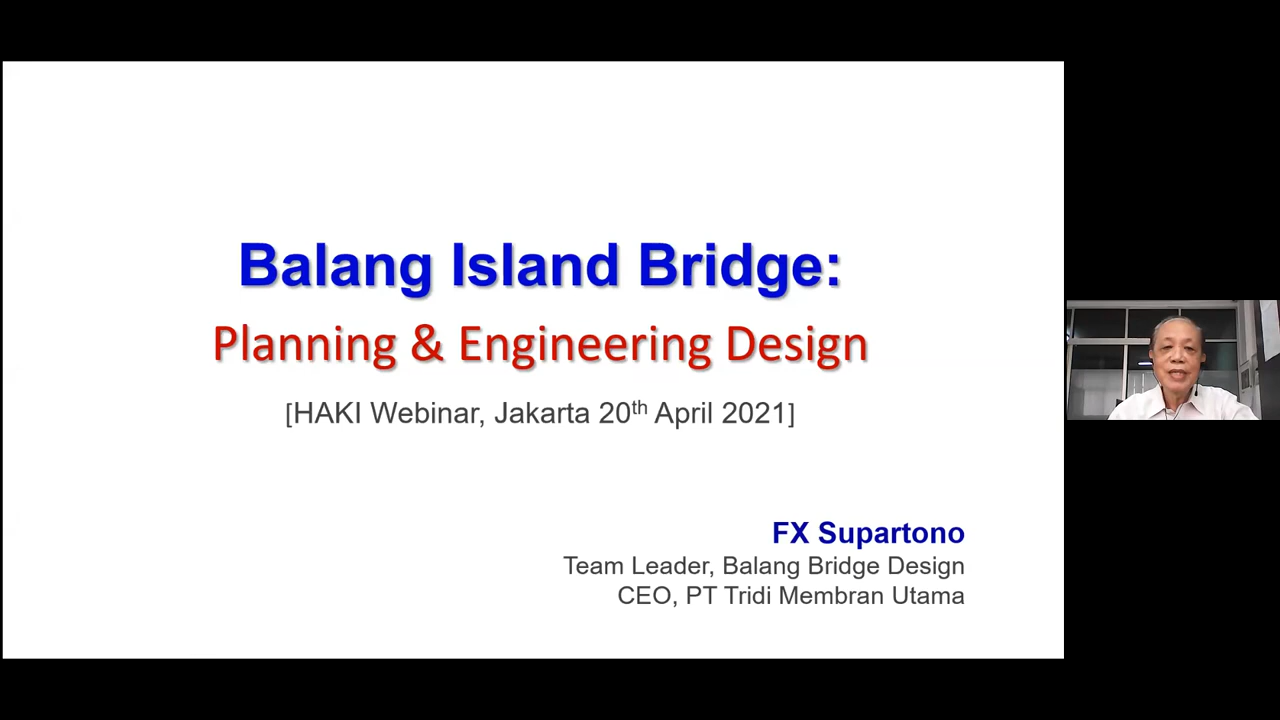 Balang Island Bridge:
Planning & Engineering Design
[HAKI Webinar, Jakarta 20th April 2021]
FX Supartono
Team Leader, Balang Bridge Design
CEO, PT Tridi Membran Utama